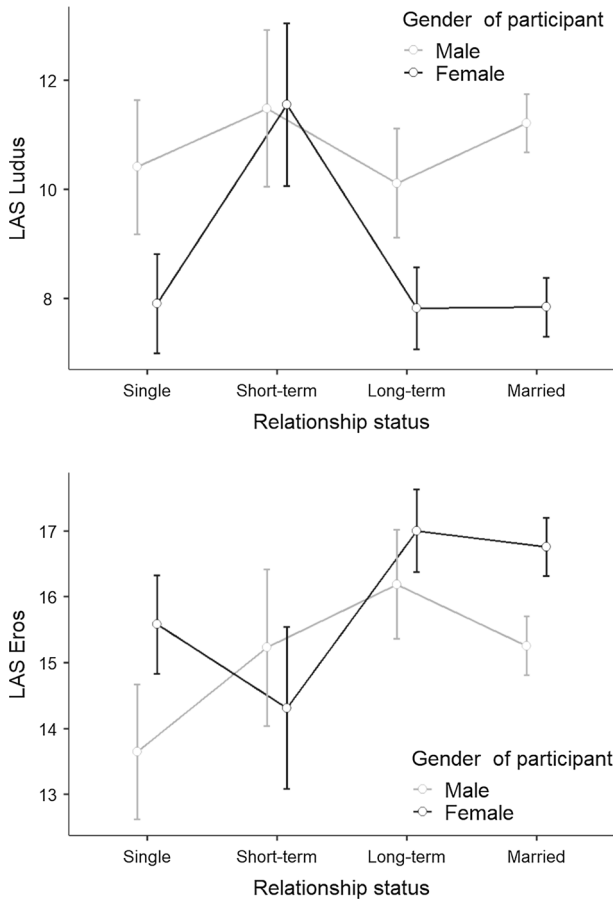 Gender of participant
Male
Female
LAS Ludus
12
10
8
Single Short-term Long-term Married
Relationship status
LAS Eros
17
16
15
14
13
Gender of participant
Male
Female
Single Short-term Long-term Married
Relationship status